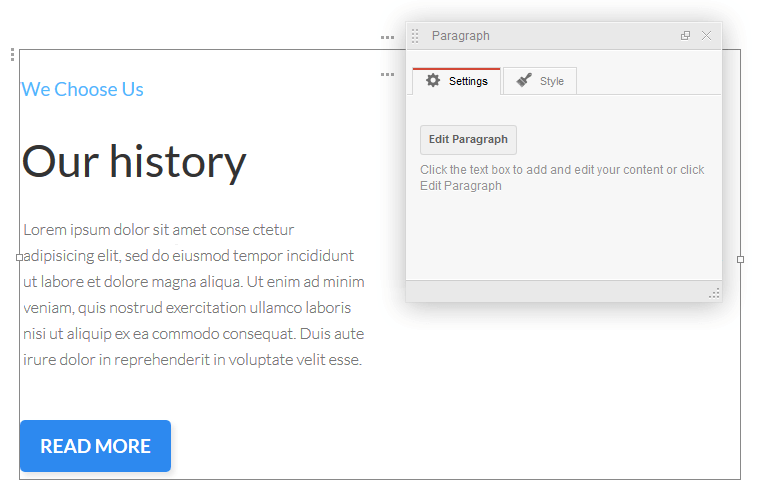 We Choose Us
Our history
Lorem ipsum dolor sit amet conse ctetur
adipisicing elit, sed do eiusmod tempor incididunt
ut labore et dolore magna aliqua. Ut enim ad minim
veniam, quis nostrud exercitation ullamco laboris
nisi ut aliquip ex ea commodo consequat. Duis aute
irure dolor in reprehenderit in voluptate velit esse.
READ MORE
Paragraph
Settings
Style
Edit Paragraph
Click the text box to add and edit your content or click
Edit Paragraph